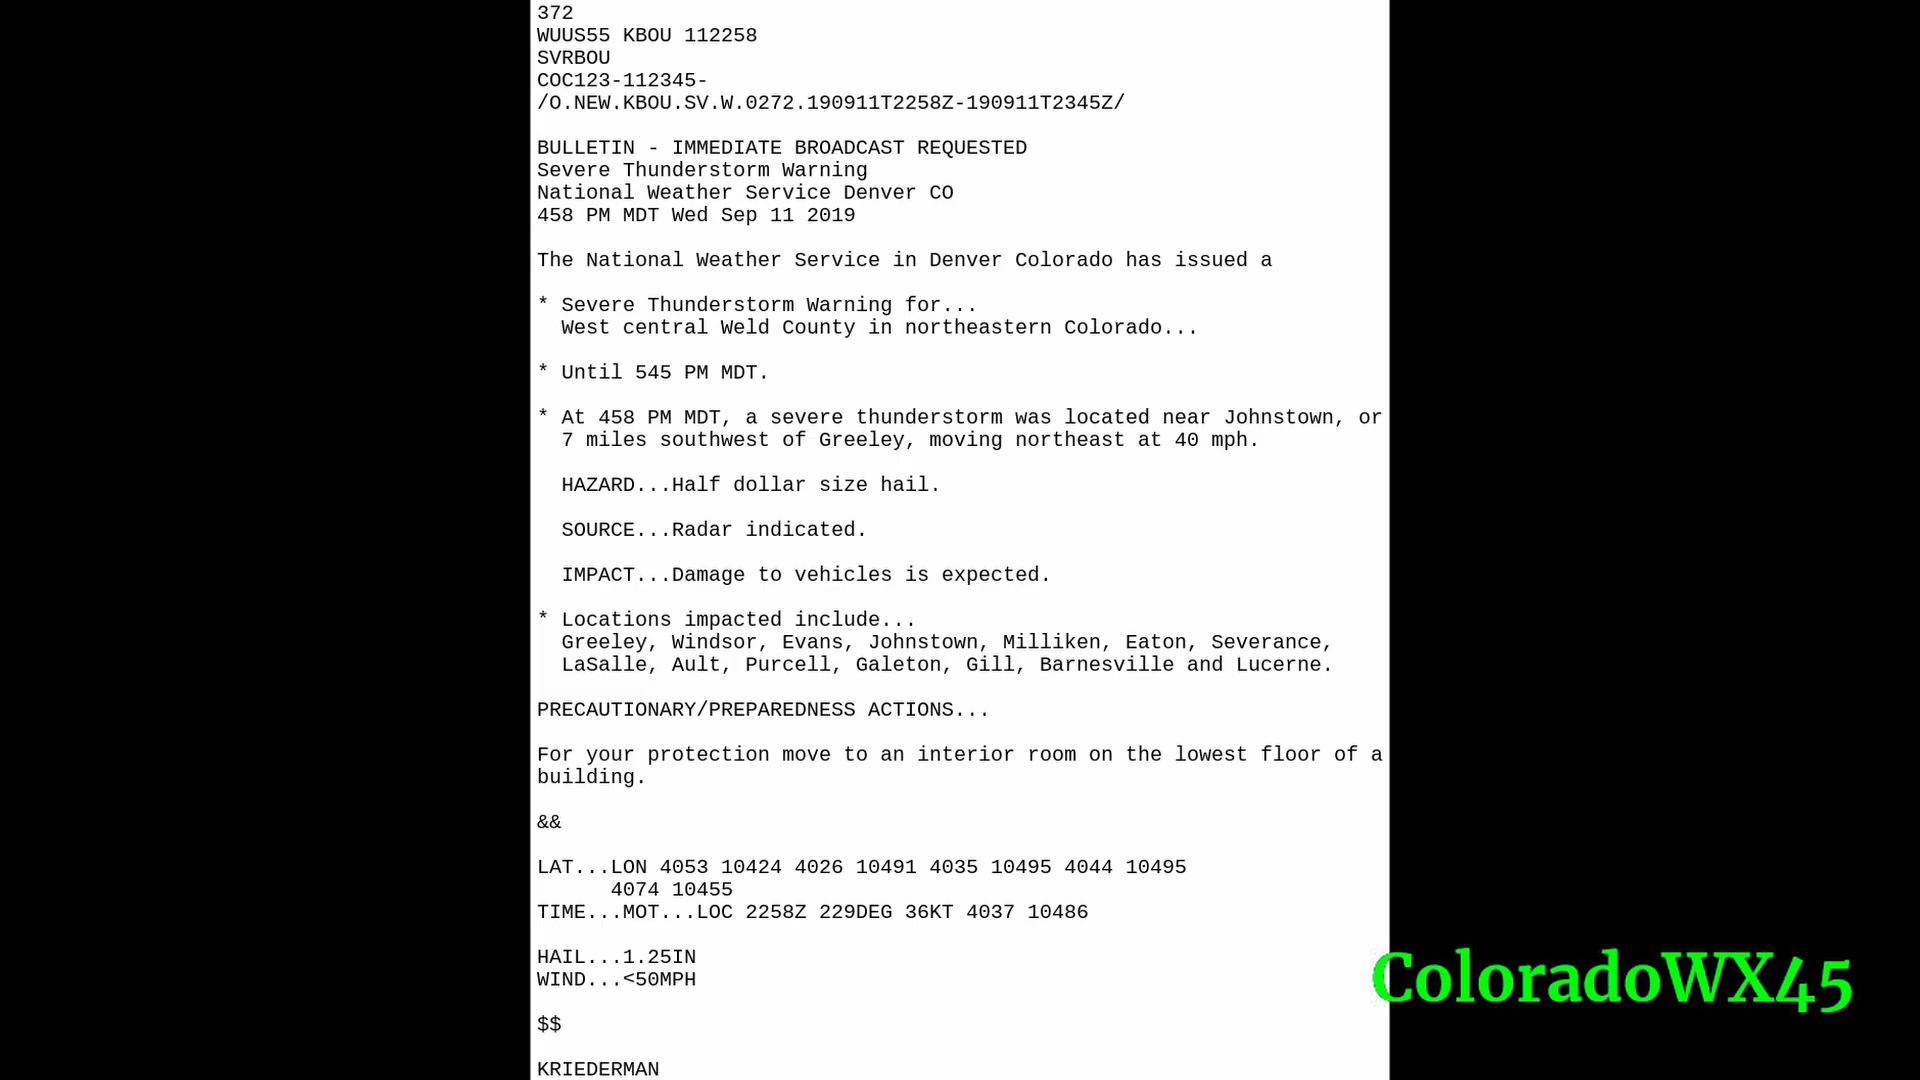 372
WUUS55 KBOU 112258
SVRBOU
COC123-112345-
/O.NEW.KBOU.SV.W.0272.190911T2258Z-190911T2345Z/
BULLETIN - IMMEDIATE BROADCAST REQUESTED
Severe Thunderstorm Warning
National Weather Service Denver CO
458 PM MDT Wed Sep 11 2019
The National Weather Service in Denver Colorado has issued a
* Severe Thunderstorm Warning for...
West central Weld County in northeastern Colorado...
* Until 545 PM MDT.
* At 458 PM MDT, a severe thunderstorm was located near Johnstown, or
7 miles southwest of Greeley, moving northeast at 40 mph.
HAZARD...Half dollar size hail.
SOURCE...Radar indicated.
IMPACT...Damage to vehicles is expected.
* Locations impacted include...
Greeley, Windsor, Evans, Johnstown, Milliken, Eaton, Severance,
LaSalle, Ault, Purcell, Galeton, Gill, Barnesville and Lucerne.
PRECAUTIONARY/PREPAREDNESS ACTIONS...
For your protection move to an interior room on the lowest floor of a
building.
&&
LAT...LON 4053 10424 4026 10491 4035 10495 4044 10495
4074 10455
TIME...MOT...LOC 2258Z 229DEG 36KT 4037 10486
HAIL...1.25IN
WIND...<50MPH
$$
KRIEDERMAN
ColoradoWX45